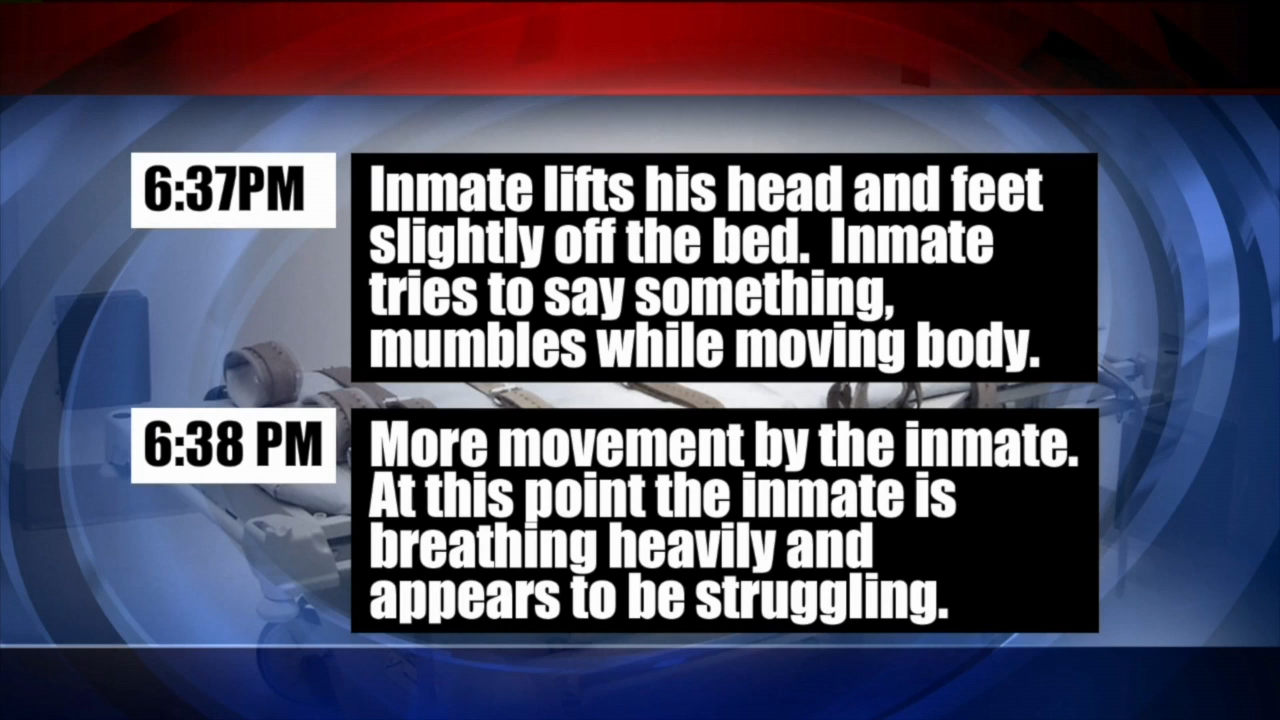 6:37PM
Inmate lifts his head and feet
slightly off the bed.  Inmate
tries to say something,
mumbles while moving body.
6:38 PM
More movement by the inmate.
At this point the inmate is
breathing heavily and
appears to be struggling.